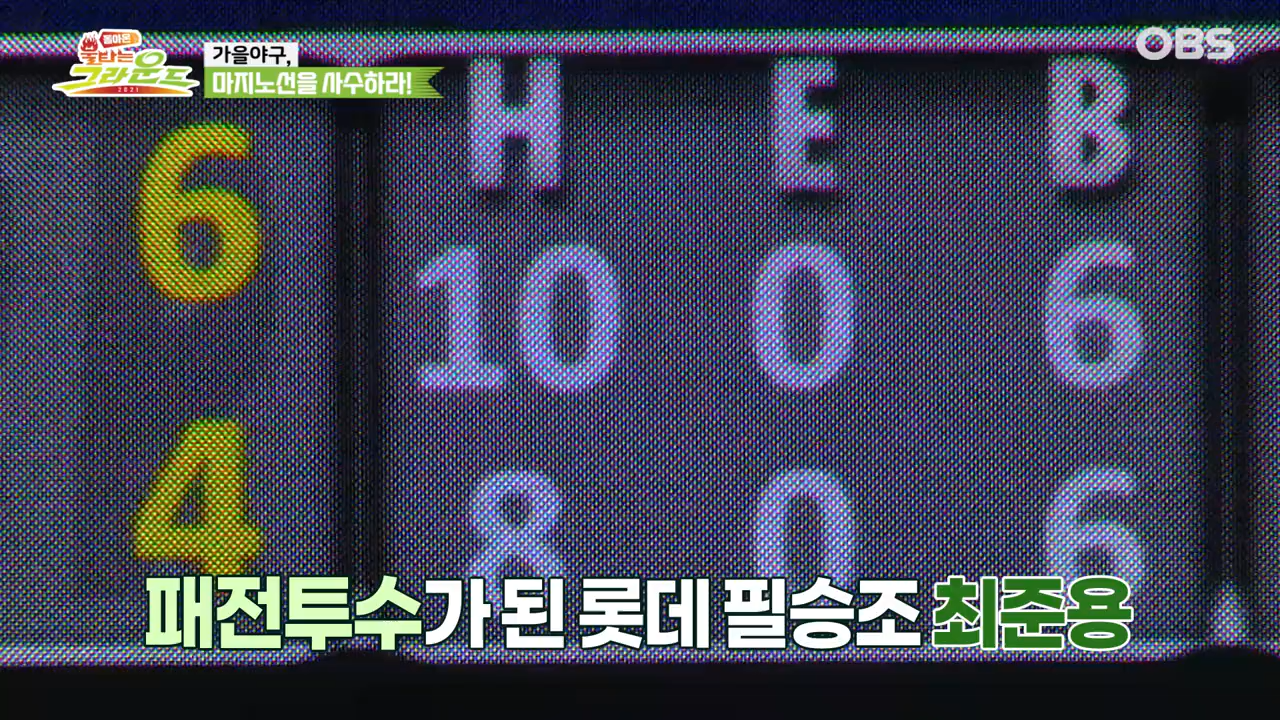 돌아온
불타는
그라운드
2021
가을야구,
마지노선을 사수하라!
OBS
H E B
6 10 0 6
4 8 0 6
패전투수가 된 롯데 필승조 최준용